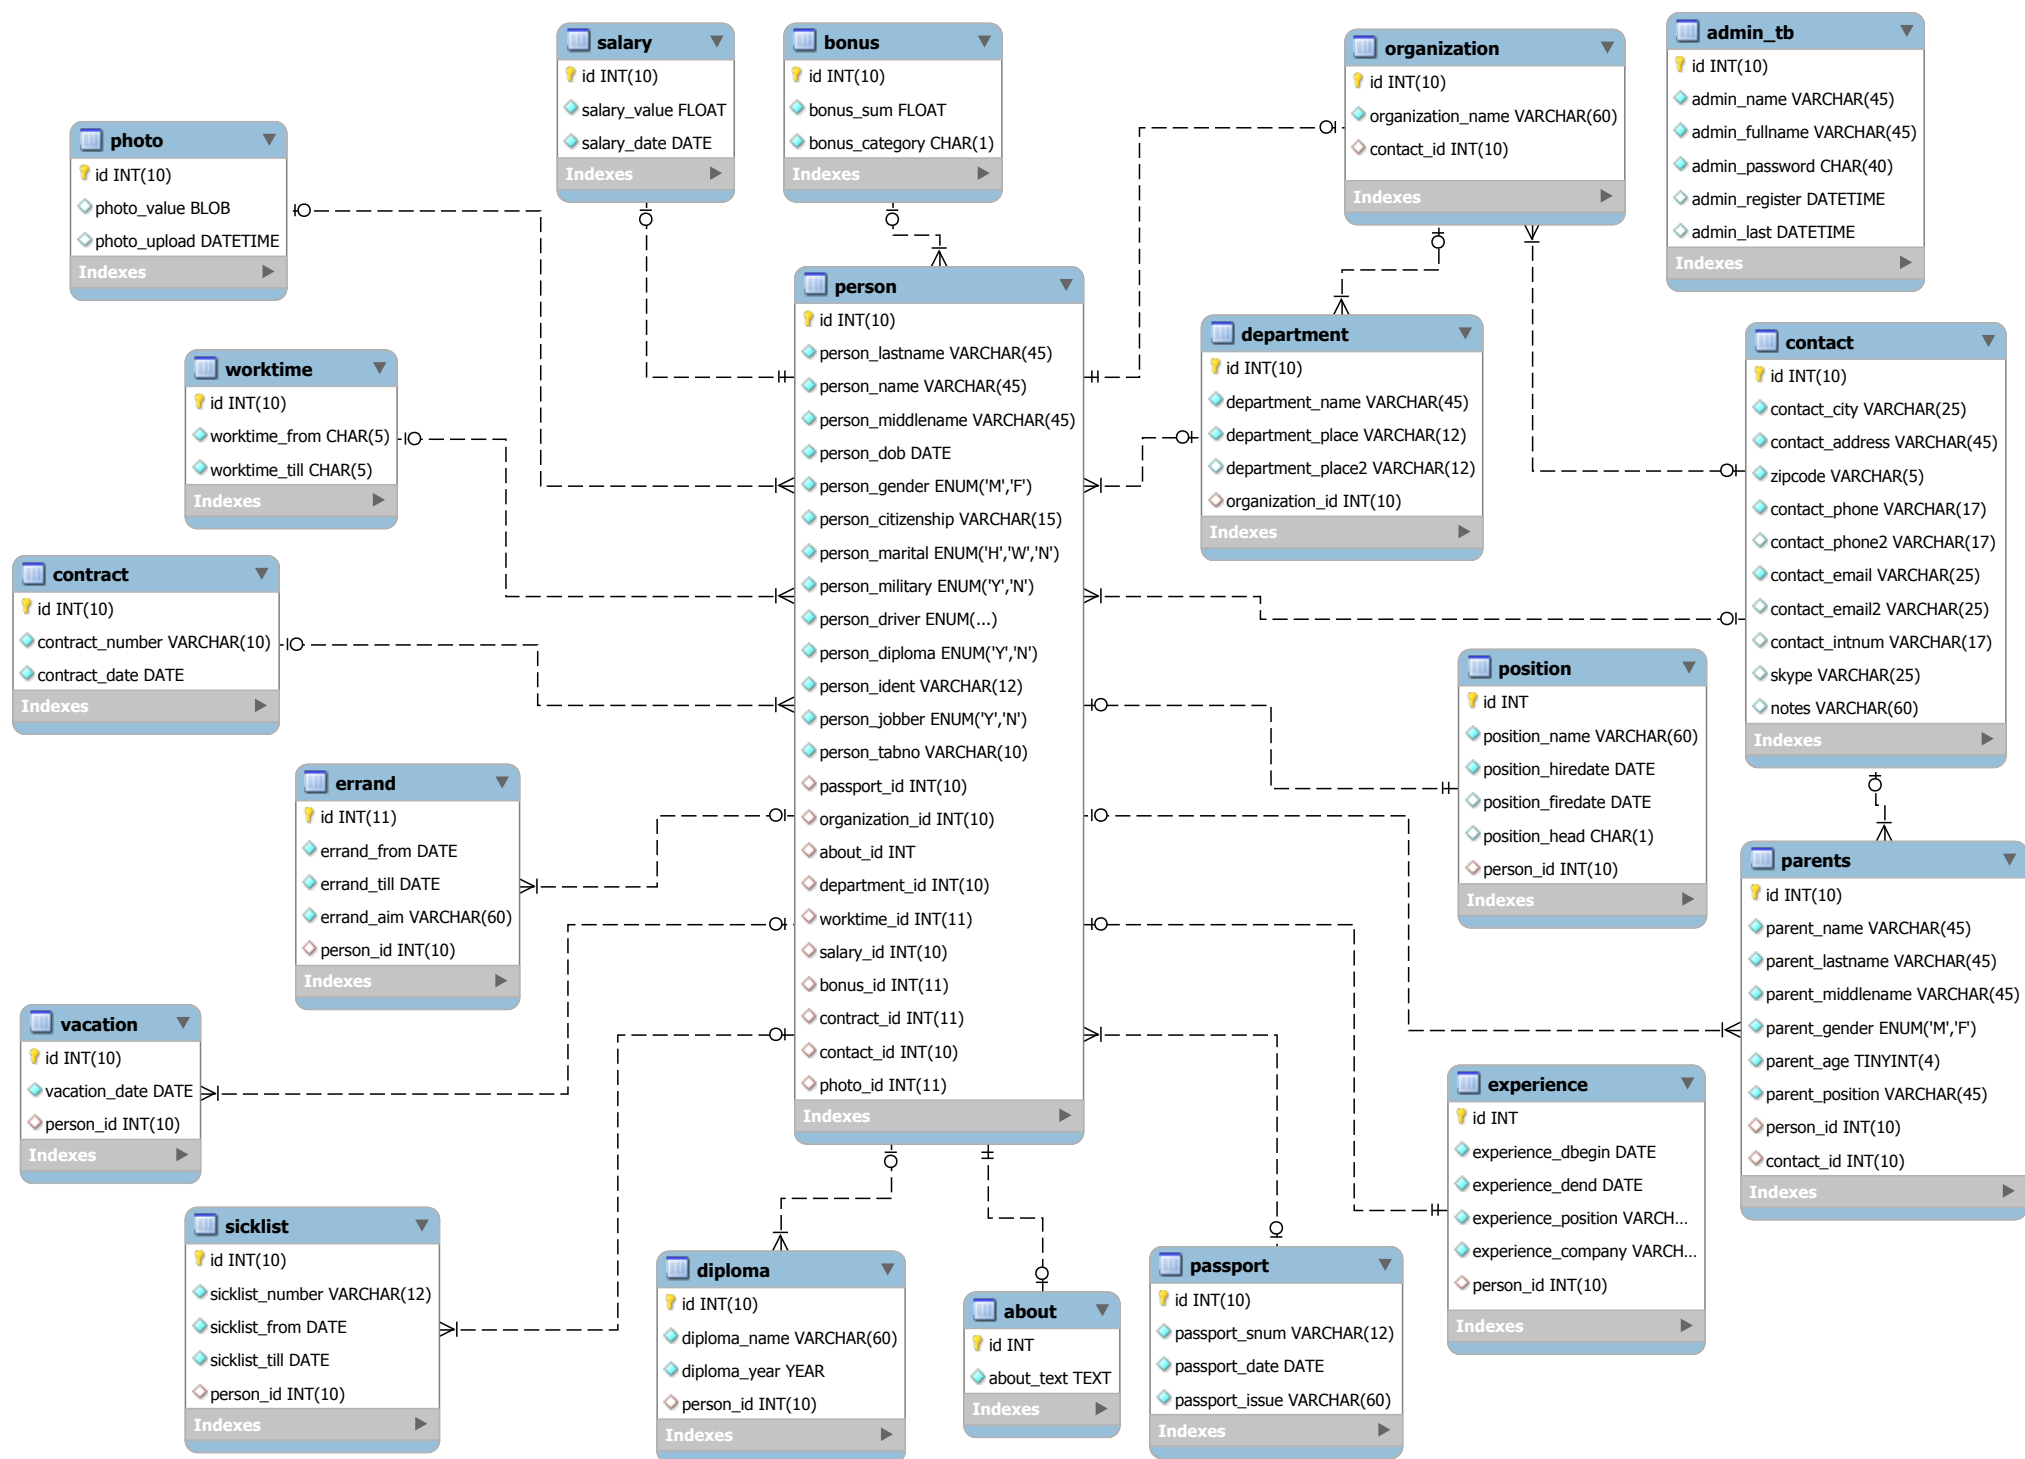 salary
id INT(10)
salary_value FLOAT
salary_date DATE
Indexes
bonus
id INT(10)
bonus_sum FLOAT
bonus_category CHAR(1)
Indexes
organization
id INT(10)
organization_name VARCHAR(60)
contact_id INT(10)
Indexes
admin_tb
id INT(10)
admin_name VARCHAR(45)
admin_fullname VARCHAR(45)
admin_password CHAR(40)
admin_register DATETIME
admin_last DATETIME
Indexes
photo
id INT(10)
photo_value BLOB
photo_upload DATETIME
Indexes
person
id INT(10)
person_lastname VARCHAR(45)
person_name VARCHAR(45)
person_middlename VARCHAR(45)
person_dob DATE
person_gender ENUM('M','F')
person_citizenship VARCHAR(15)
person_marital ENUM('H','W','N')
person_military ENUM('Y','N')
person_driver ENUM(...)
person_diploma ENUM('Y','N')
person_ident VARCHAR(12)
person_jobber ENUM('Y','N')
person_tabno VARCHAR(10)
passport_id INT(10)
organization_id INT(10)
about_id INT
department_id INT(10)
worktime_id INT(11)
salary_id INT(10)
bonus_id INT(11)
contract_id INT(11)
contact_id INT(10)
photo_id INT(11)
Indexes
department
id INT(10)
department_name VARCHAR(45)
department_place VARCHAR(12)
department_place2 VARCHAR(12)
organization_id INT(10)
Indexes
contact
id INT(10)
contact_city VARCHAR(25)
contact_address VARCHAR(45)
zipcode VARCHAR(5)
contact_phone VARCHAR(17)
contact_phone2 VARCHAR(17)
contact_email VARCHAR(25)
contact_email2 VARCHAR(25)
contact_intnum VARCHAR(17)
skype VARCHAR(25)
notes VARCHAR(60)
Indexes
worktime
id INT(10)
worktime_from CHAR(5)
worktime_till CHAR(5)
Indexes
contract
id INT(10)
contract_number VARCHAR(10)
contract_date DATE
Indexes
position
id INT
position_name VARCHAR(60)
position_hiredate DATE
position_firedate DATE
position_head CHAR(1)
person_id INT(10)
Indexes
errand
id INT(11)
errand_from DATE
errand_till DATE
errand_aim VARCHAR(60)
person_id INT(10)
Indexes
parents
id INT(10)
parent_name VARCHAR(45)
parent_lastname VARCHAR(45)
parent_middlename VARCHAR(45)
parent_gender ENUM('M','F')
parent_age TINYINT(4)
parent_position VARCHAR(45)
person_id INT(10)
contact_id INT(10)
Indexes
vacation
id INT(10)
vacation_date DATE
person_id INT(10)
Indexes
experience
id INT
experience_dbegin DATE
experience_dend DATE
experience_position VARCH...
experience_company VARCH...
person_id INT(10)
Indexes
sicklist
id INT(10)
sicklist_number VARCHAR(12)
sicklist_from DATE
sicklist_till DATE
person_id INT(10)
Indexes
diploma
id INT(10)
diploma_name VARCHAR(60)
diploma_year YEAR
person_id INT(10)
Indexes
about
id INT
about_text TEXT
Indexes
passport
id INT(10)
passport_snum VARCHAR(12)
passport_date DATE
passport_issue VARCHAR(60)
Indexes